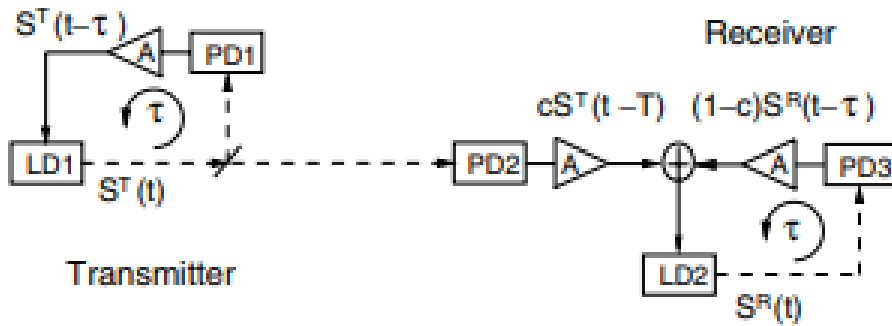 S^T(t−τ)
A
PD1
τ
LD1
S^T(t)
Transmitter
Receiver
cS^T(t −T)
(1−c)S^R(t−τ)
PD2
A
A
PD3
τ
LD2
S^R(t)